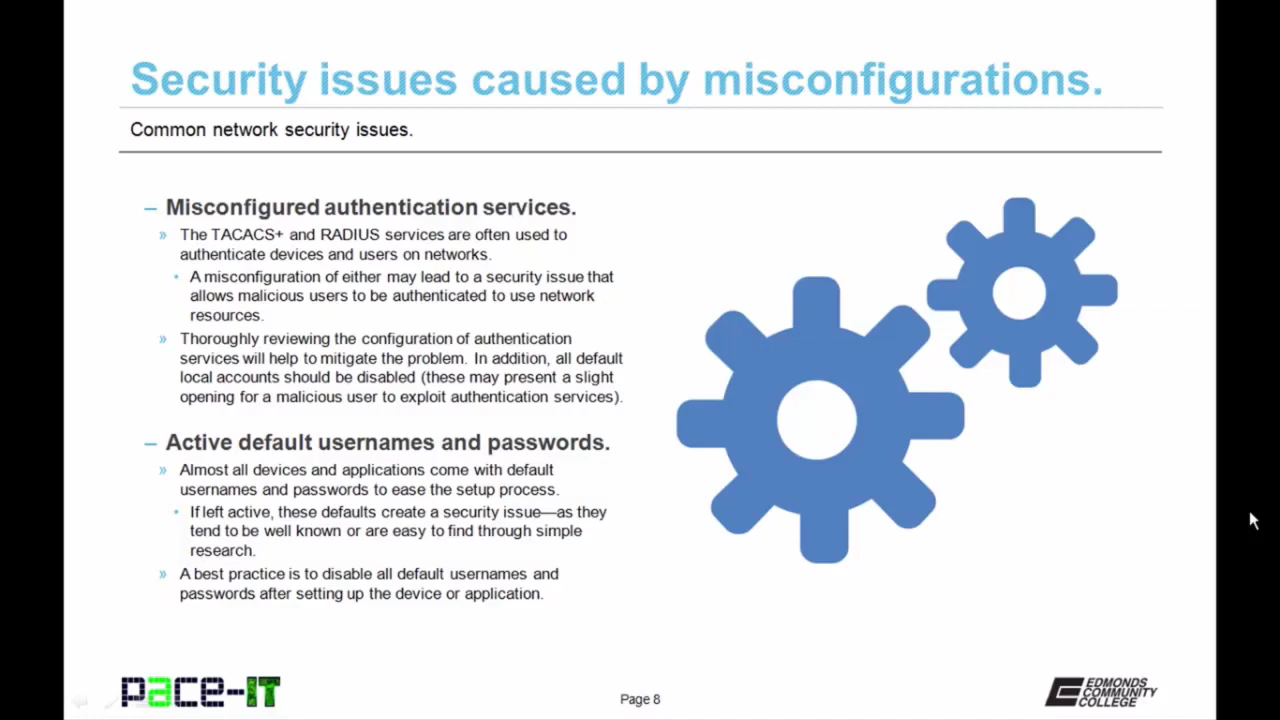 Security issues caused by misconfigurations.
Common network security issues.
– Misconfigured authentication services.
» The TACACS+ and RADIUS services are often used to
authenticate devices and users on networks.
• A misconfiguration of either may lead to a security issue that
allows malicious users to be authenticated to use network
resources.
» Thoroughly reviewing the configuration of authentication
services will help to mitigate the problem. In addition, all default
local accounts should be disabled (these may present a slight
opening for a malicious user to exploit authentication services).
– Active default usernames and passwords.
» Almost all devices and applications come with default
usernames and passwords to ease the setup process.
• If left active, these defaults create a security issue—as they
tend to be well known or are easy to find through simple
research.
» A best practice is to disable all default usernames and
passwords after setting up the device or application.
pace-IT
Page 8
EDMONDS
COMMUNITY
COLLEGE